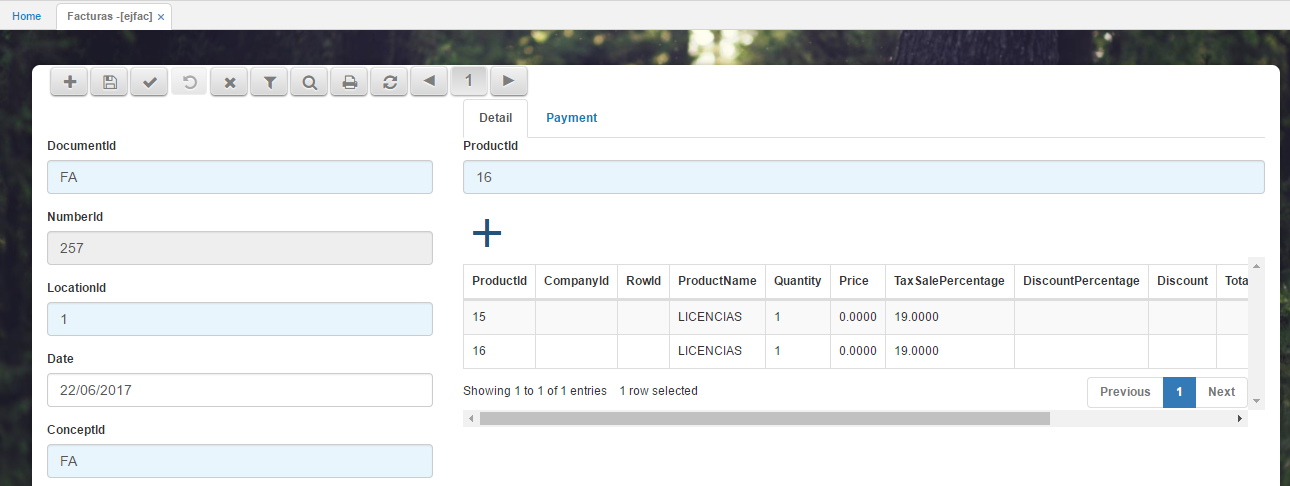 Home
Facturas -[ejfac] ×
1
Detail
Payment
DocumentId
FA
NumberId
257
LocationId
1
Date
22/06/2017
ConceptId
FA
ProductId
16
ProductId CompanyId RowId ProductName Quantity Price TaxSalePercentage DiscountPercentage Discount Tota
15 LICENCIAS 1 0.0000 19.0000
16 LICENCIAS 1 0.0000 19.0000
Showing 1 to 1 of 1 entries 1 row selected
Previous 1 Next